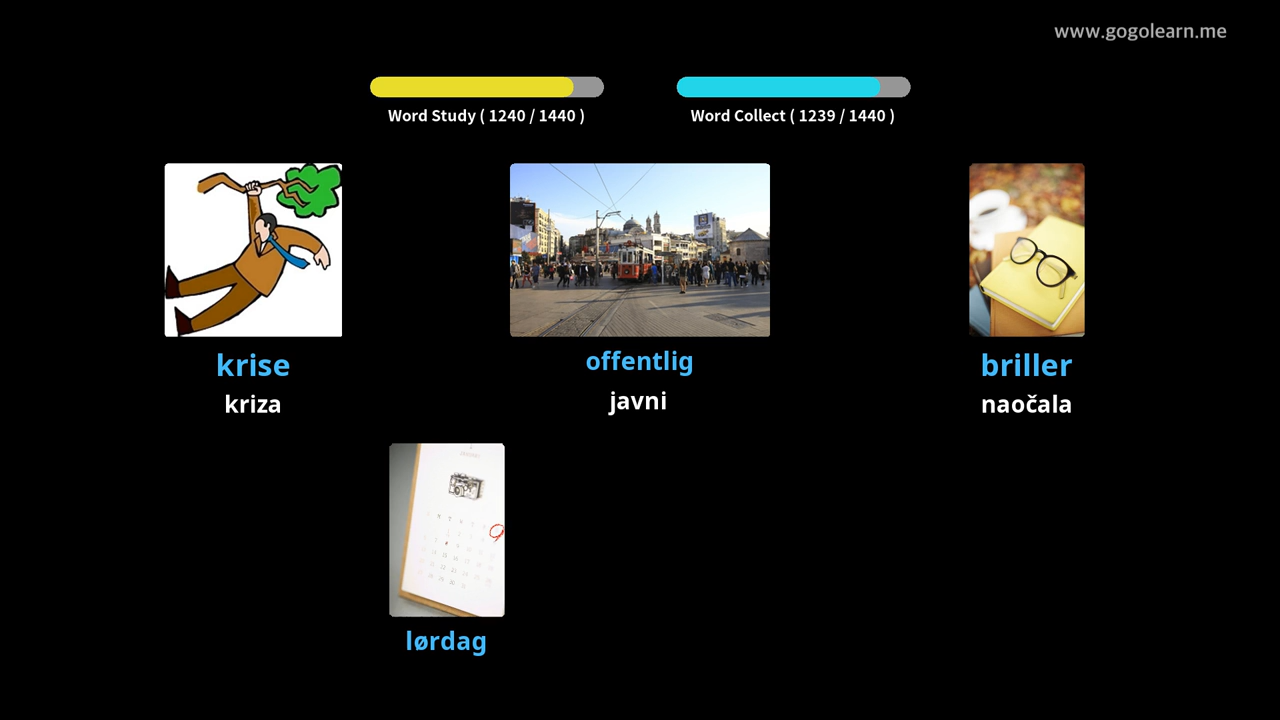 www.gogolearn.me
Word Study ( 1240 / 1440 )
Word Collect ( 1239 / 1440 )
krise
offentlig
briller
kriza
javni
naočala
lørdag